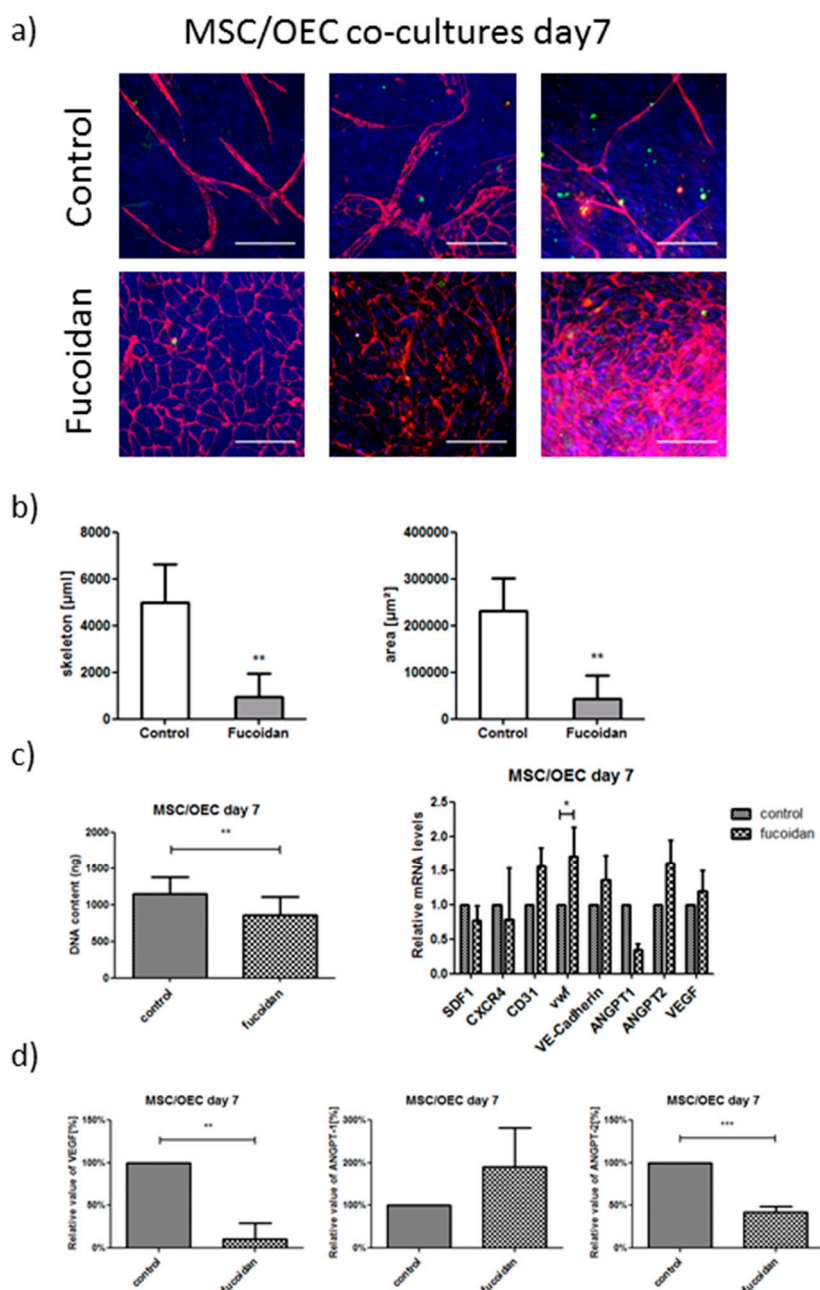 a)
MSC/OEC co-cultures day7
Control
Fucoidan
b)
skeleton [µml]
8000
6000
4000
2000
0
**
Control
Fucoidan
area [µm²]
400000
300000
200000
100000
0
**
Control
Fucoidan
c)
MSC/OEC day 7
DNA content (ng)
2000
1500
1000
500
0
**
control
fucoidan
MSC/OEC day 7
Relative mRNA levels
2.5
2.0
1.5
1.0
0.5
0.0
*
control
fucoidan
SDF1
CXCR4
CD31
vwf
VE-Cadherin
ANGPT1
ANGPT2
VEGF
d)
MSC/OEC day 7
Relative value of VEGF[%]
150%
100%
50%
0%
**
control
fucoidan
MSC/OEC day 7
Relative value of ANGPT-1[%]
300%
200%
100%
0%
control
fucoidan
MSC/OEC day 7
Relative value of ANGPT-2[%]
150%
100%
50%
0%
***
control
fucoidan